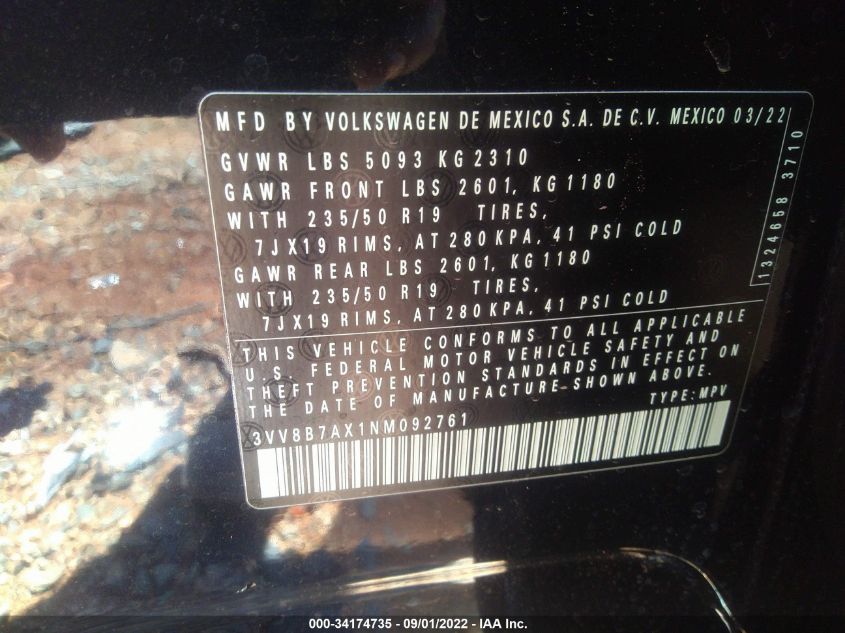 MFD BY VOLKSWAGEN DE MEXICO S.A. DE C.V. MEXICO 03/22
GVWR LBS 5093 KG 2310
GAWR FRONT LBS 2601, KG 1180
WITH 235/50 R19 TIRES,
7JX19 RIMS, AT 280 KPA, 41 PSI COLD
GAWR REAR LBS 2601, KG 1180
WITH 235/50 R19 TIRES,
7JX19 RIMS, AT 280 KPA, 41 PSI COLD
1324658 3710
THIS VEHICLE CONFORMS TO ALL APPLICABLE
U.S. FEDERAL MOTOR VEHICLE SAFETY AND
THEFT PREVENTION STANDARDS IN EFFECT ON
THE DATE OF MANUFACTURE SHOWN ABOVE.
TYPE: MPV
3VV8B7AX1NM092761
000-34174735 - 09/01/2022 - IAA Inc.